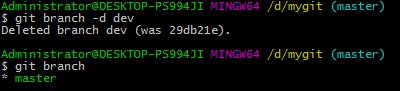 Administrator@DESKTOP-PS994JI MINGW64 /d/mygit (master)
$ git branch -d dev
Deleted branch dev (was 29db21e).
Administrator@DESKTOP-PS994JI MINGW64 /d/mygit (master)
$ git branch
* master